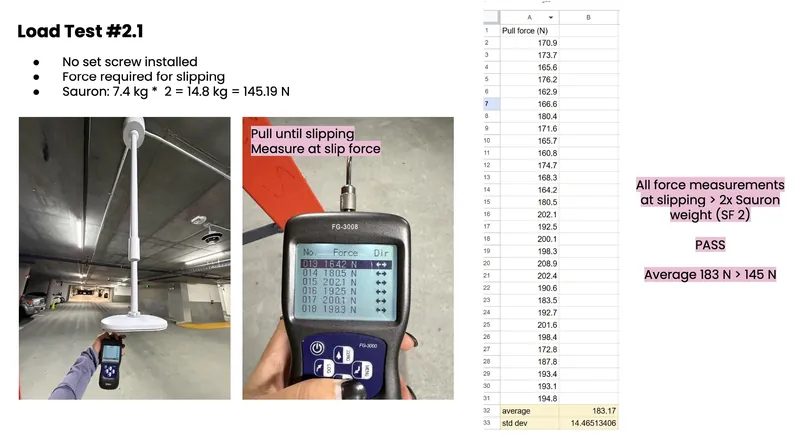 Load Test #2.1
● No set screw installed
● Force required for slipping
● Sauron: 7.4 kg * 2 = 14.8 kg = 145.19 N
Pull until slipping
Measure at slip force
FG-3008
No. Force Dir
013 164.2 N
014 180.5 N
015 202.1 N
016 192.5 N
017 200.1 N
018 198.3 N
FG-3000
A B
1 Pull force (N)
2 170.9
3 173.7
4 165.6
5 176.2
6 162.9
7 166.6
8 180.4
9 171.6
10 165.7
11 160.8
12 174.7
13 168.3
14 164.2
15 180.5
16 202.1
17 192.5
18 200.1
19 198.3
20 208.9
21 202.4
22 190.6
23 183.5
24 192.7
25 201.6
26 198.4
27 172.8
28 187.8
29 193.4
30 193.1
31 194.8
32 average 183.17
33 std dev 14.46513406
All force measurements
at slipping > 2x Sauron
weight (SF 2)
PASS
Average 183 N > 145 N